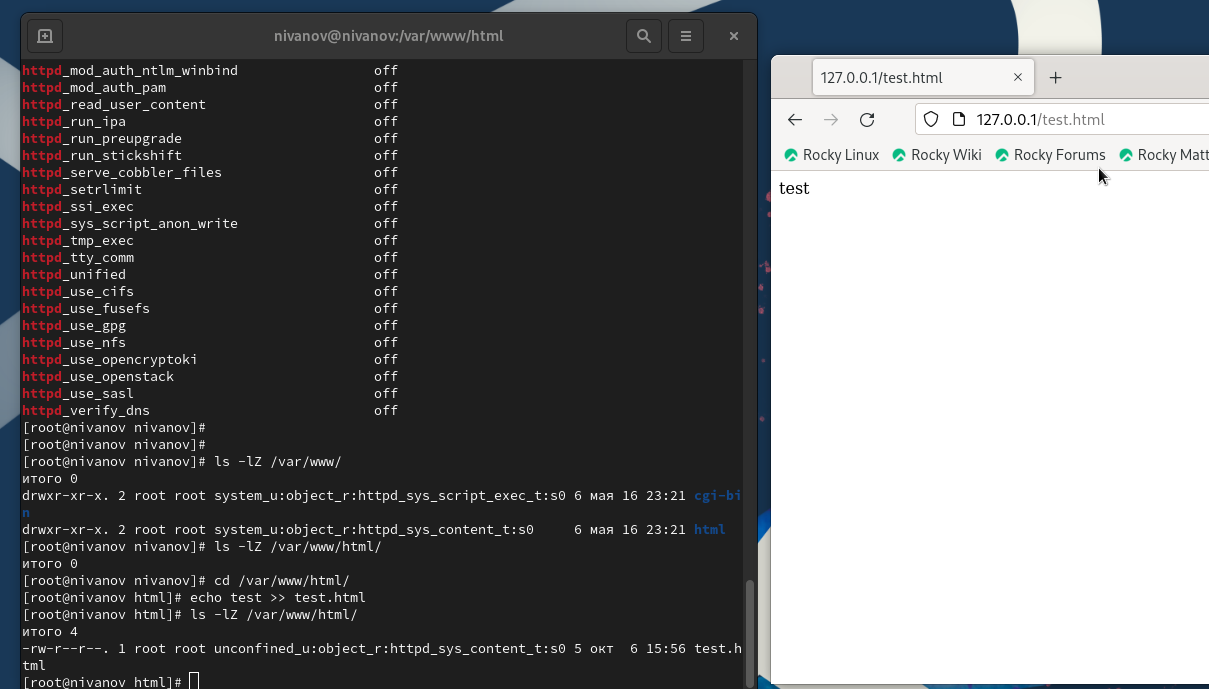 nivanov@nivanov:/var/www/html
httpd_mod_auth_ntlm_winbind off
httpd_mod_auth_pam off
httpd_read_user_content off
httpd_run_ipa off
httpd_run_preupgrade off
httpd_run_stickshift off
httpd_serve_cobbler_files off
httpd_setrlimit off
httpd_ssi_exec off
httpd_sys_script_anon_write off
httpd_tmp_exec off
httpd_tty_comm off
httpd_unified off
httpd_use_cifs off
httpd_use_fusefs off
httpd_use_gpg off
httpd_use_nfs off
httpd_use_opencryptoki off
httpd_use_openstack off
httpd_use_sasl off
httpd_verify_dns off
[root@nivanov nivanov]#
[root@nivanov nivanov]#
[root@nivanov nivanov]# ls -lZ /var/www/
итого 0
drwxr-xr-x. 2 root root system_u:object_r:httpd_sys_script_exec_t:s0 6 мая 16 23:21 cgi-bi
n
drwxr-xr-x. 2 root root system_u:object_r:httpd_sys_content_t:s0 6 мая 16 23:21 html
[root@nivanov nivanov]# ls -lZ /var/www/html/
итого 0
[root@nivanov nivanov]# cd /var/www/html/
[root@nivanov html]# echo test >> test.html
[root@nivanov html]# ls -lZ /var/www/html/
итого 4
-rw-r--r--. 1 root root unconfined_u:object_r:httpd_sys_content_t:s0 5 окт 6 15:56 test.h
tml
[root@nivanov html]#
127.0.0.1/test.html
127.0.0.1/test.html
Rocky Linux Rocky Wiki Rocky Forums Rocky Matt
test